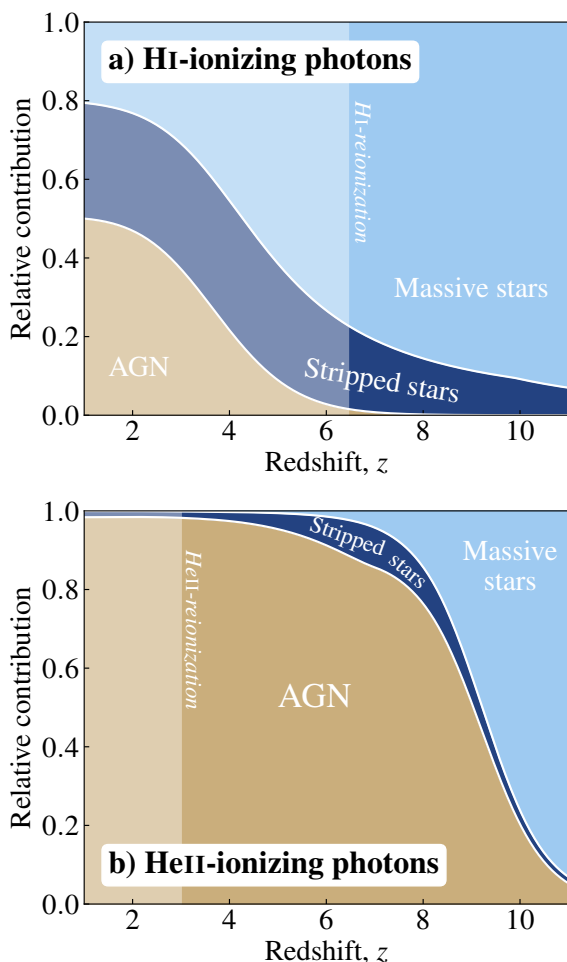 a) HI-ionizing photons
1.0
0.8
0.6
0.4
0.2
0.0
Relative contribution
HI-reionization
Massive stars
AGN
Stripped stars
2 4 6 8 10
Redshift, z
1.0
0.8
0.6
0.4
0.2
0.0
Relative contribution
HeII-reionization
Stripped stars
Massive
stars
AGN
b) HeII-ionizing photons
2 4 6 8 10
Redshift, z